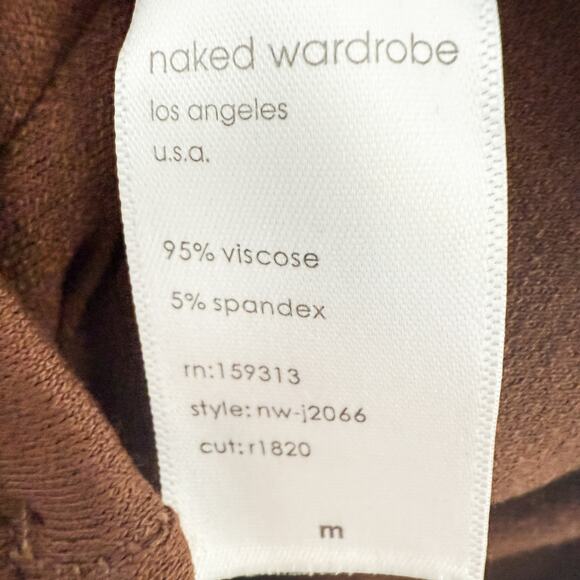 naked wardrobe
los angeles
u.s.a.
95% viscose
5% spandex
rn:159313
style:nw-j2066
cut:r1820
m